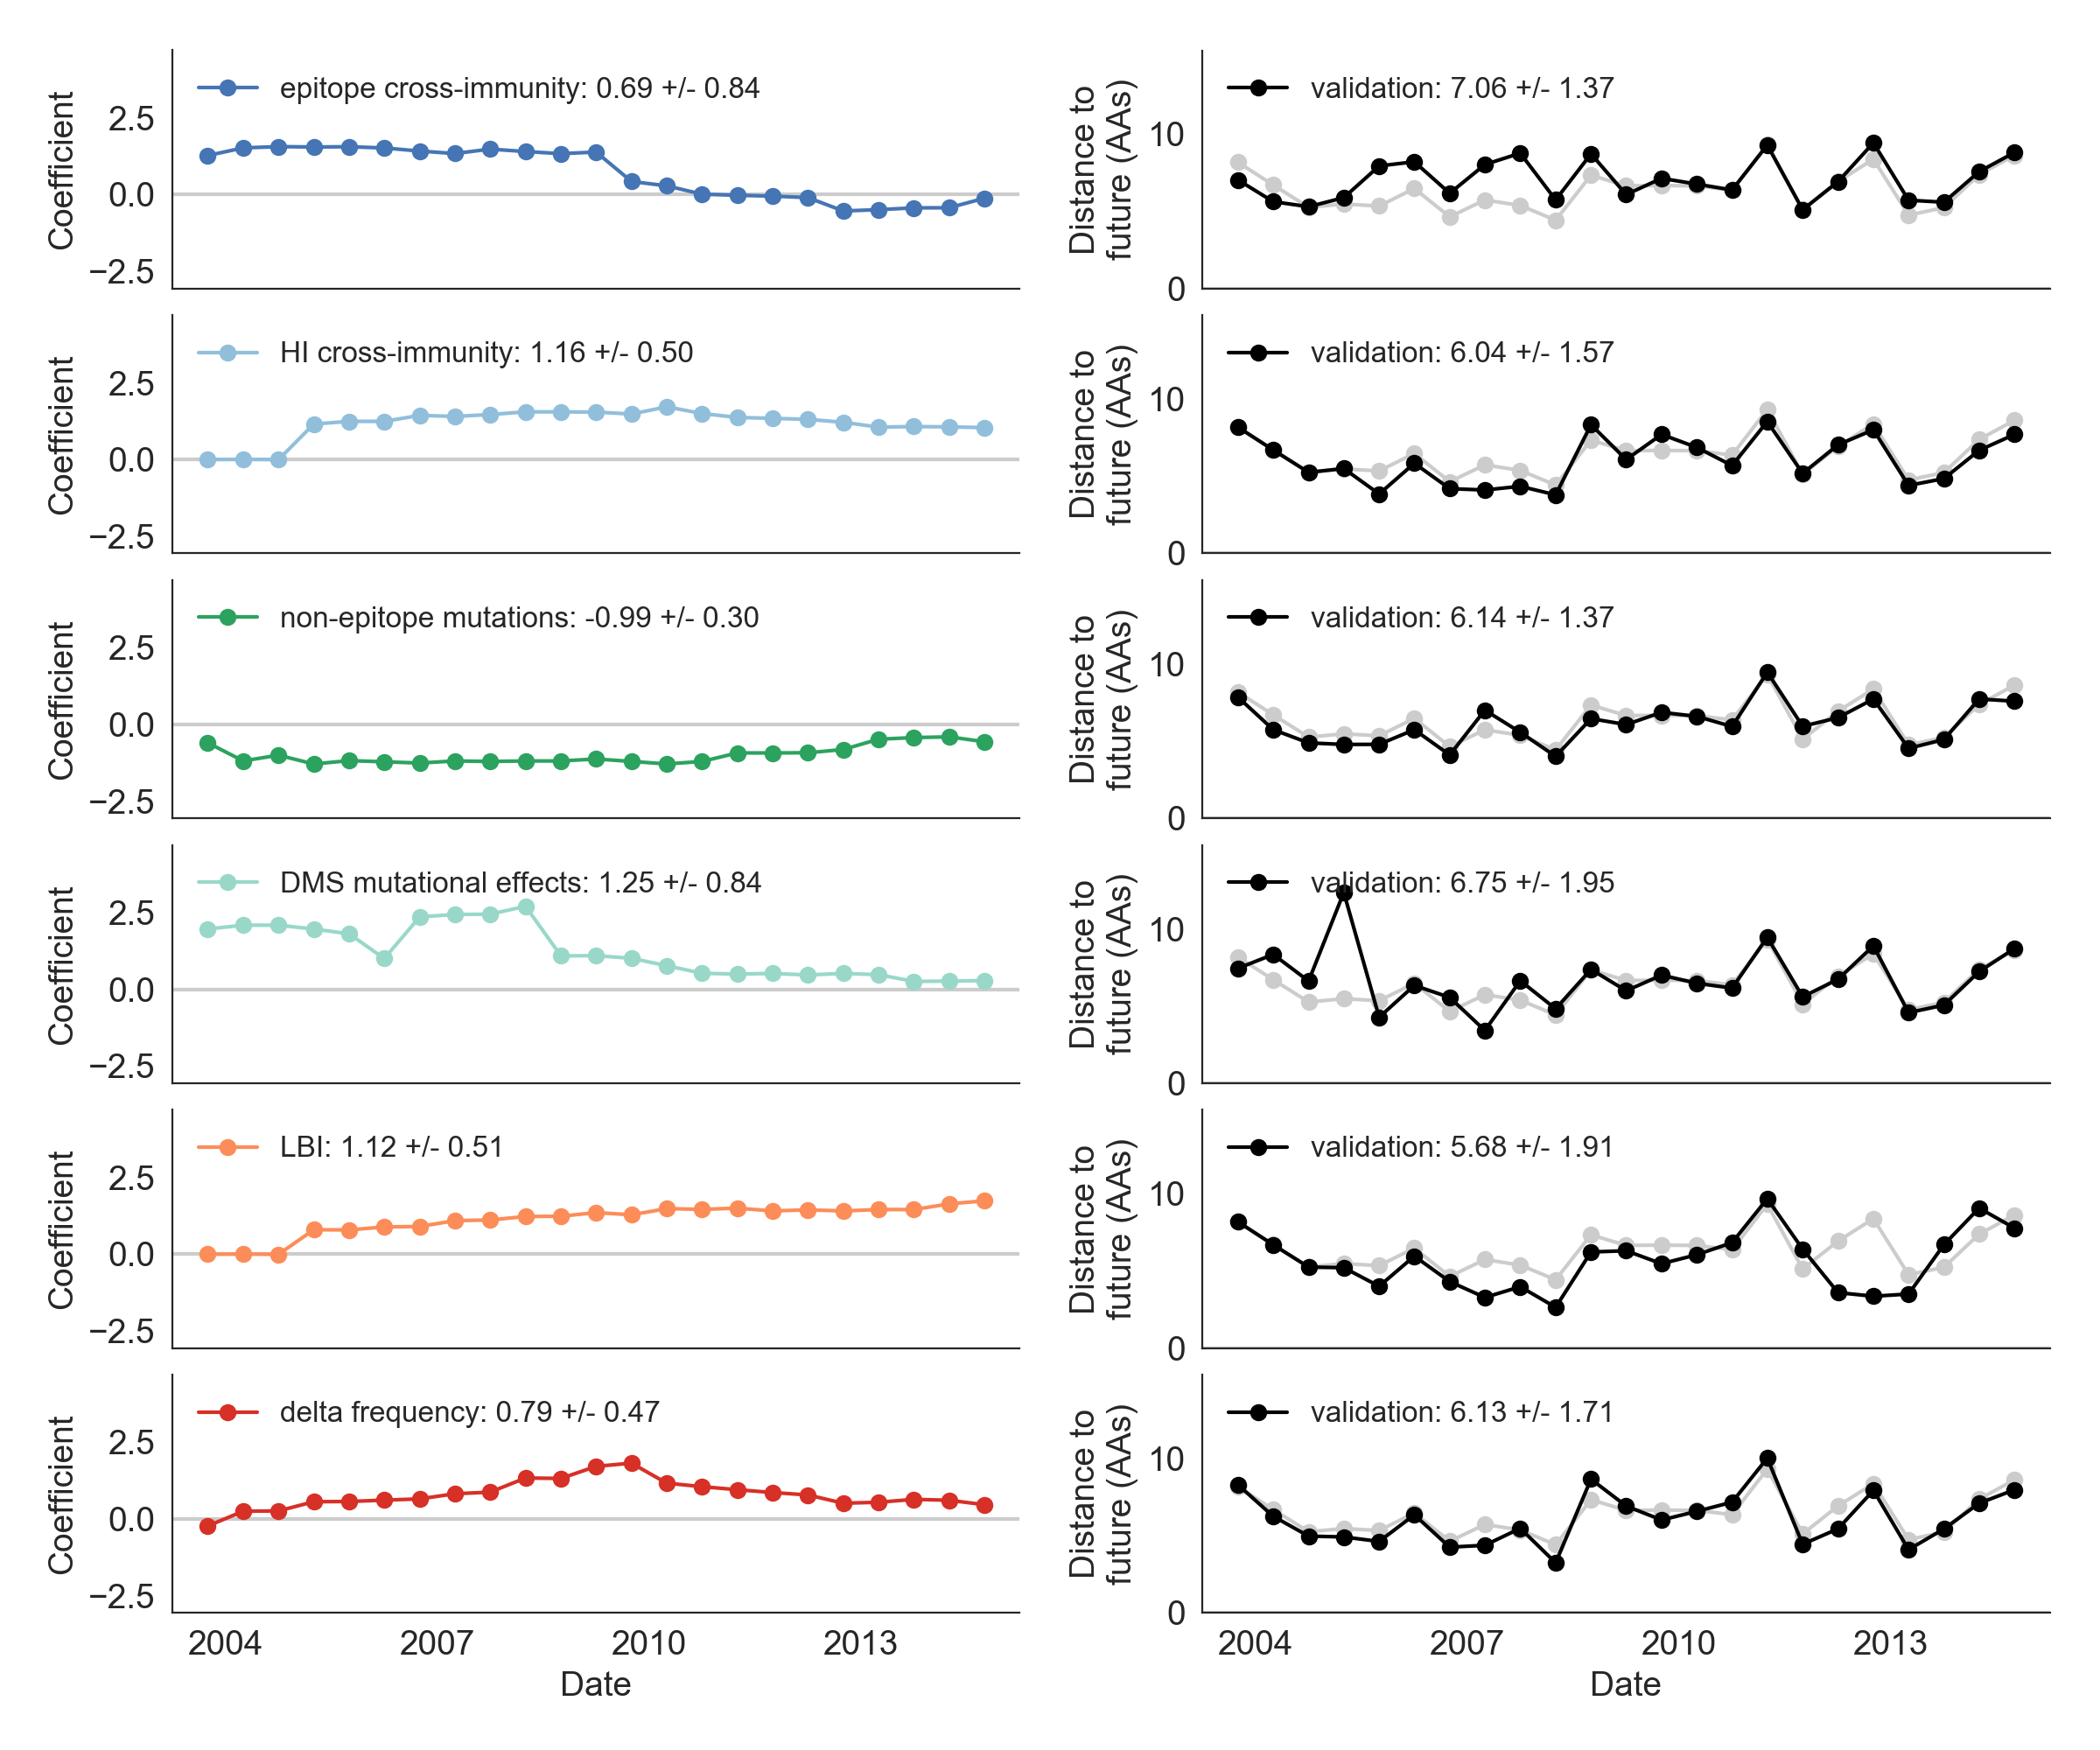 Coefficient
2.5
0.0
−2.5
epitope cross-immunity: 0.69 +/- 0.84
Distance to
future (AAs)
10
0
validation: 7.06 +/- 1.37
Coefficient
2.5
0.0
−2.5
HI cross-immunity: 1.16 +/- 0.50
Distance to
future (AAs)
10
0
validation: 6.04 +/- 1.57
Coefficient
2.5
0.0
−2.5
non-epitope mutations: -0.99 +/- 0.30
Distance to
future (AAs)
10
0
validation: 6.14 +/- 1.37
Coefficient
2.5
0.0
−2.5
DMS mutational effects: 1.25 +/- 0.84
Distance to
future (AAs)
10
0
validation: 6.75 +/- 1.95
Coefficient
2.5
0.0
−2.5
LBI: 1.12 +/- 0.51
Distance to
future (AAs)
10
0
validation: 5.68 +/- 1.91
Coefficient
2.5
0.0
−2.5
delta frequency: 0.79 +/- 0.47
Distance to
future (AAs)
10
0
validation: 6.13 +/- 1.71
2004 2007 2010 2013
Date
2004 2007 2010 2013
Date